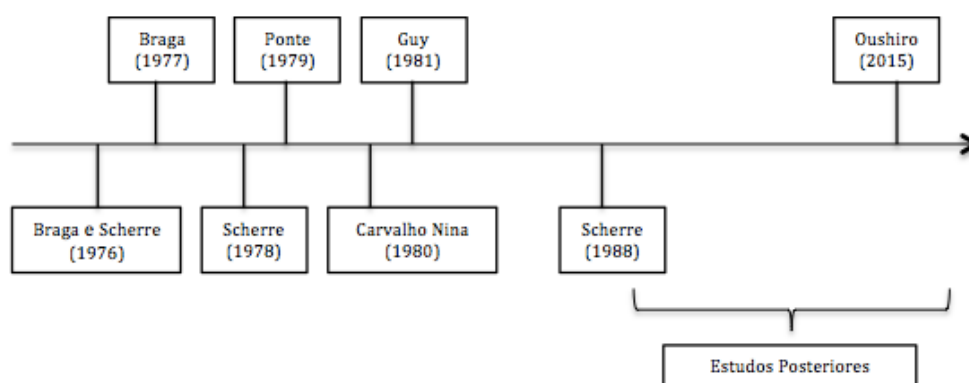 Braga
(1977)
Ponte
(1979)
Guy
(1981)
Oushiro
(2015)
Braga e Scherre
(1976)
Scherre
(1978)
Carvalho Nina
(1980)
Scherre
(1988)
Estudos Posteriores